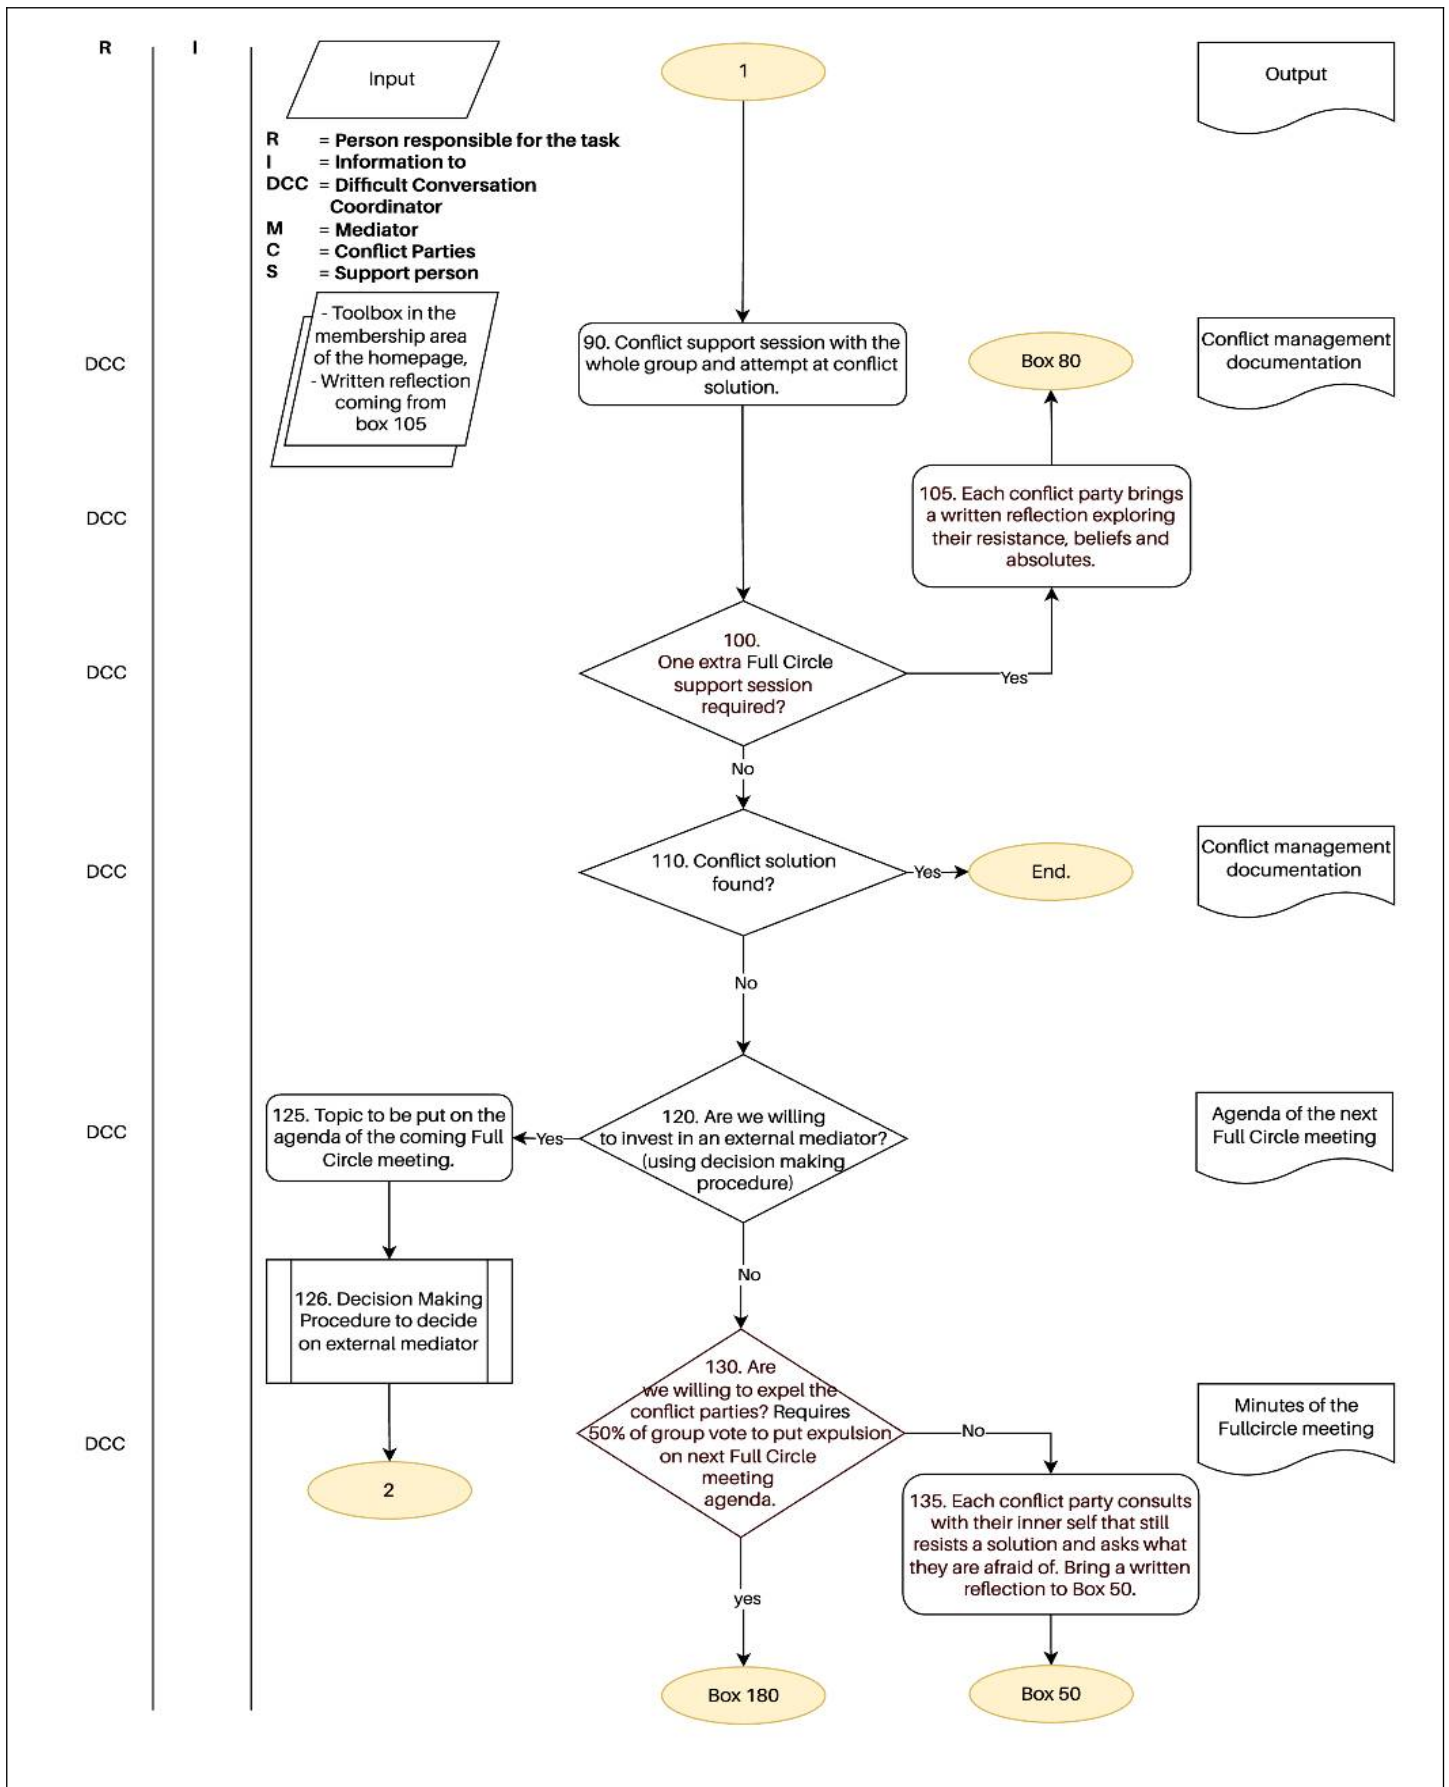 R
I
Input
1
Output
R = Person responsible for the task
I = Information to
DCC = Difficult Conversation
Coordinator
M = Mediator
C = Conflict Parties
S = Support person
- Toolbox in the
membership area
of the homepage,
- Written reflection
coming from
box 105
DCC
90. Conflict support session with the
whole group and attempt at conflict
solution.
Box 80
Conflict management
documentation
DCC
105. Each conflict party brings
a written reflection exploring
their resistance, beliefs and
absolutes.
DCC
100.
One extra Full Circle
support session
required?
Yes
No
DCC
110. Conflict solution
found?
Yes
End.
Conflict management
documentation
No
DCC
125. Topic to be put on the
agenda of the coming Full
Circle meeting.
Yes
120. Are we willing
to invest in an external mediator?
(using decision making
procedure)
Agenda of the next
Full Circle meeting
No
126. Decision Making
Procedure to decide
on external mediator
DCC
130. Are
we willing to expel the
conflict parties? Requires
50% of group vote to put expulsion
on next Full Circle
meeting
agenda.
No
Minutes of the
Fullcircle meeting
2
135. Each conflict party consults
with their inner self that still
resists a solution and asks what
they are afraid of. Bring a written
reflection to Box 50.
yes
Box 180
Box 50